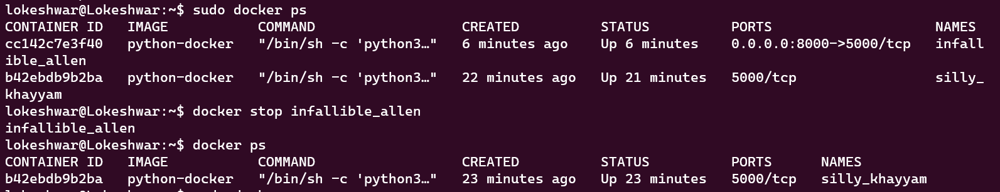 lokeshwar@Lokeshwar:~$ sudo docker ps
CONTAINER ID   IMAGE           COMMAND                  CREATED          STATUS          PORTS                    NAMES
cc142c7e3f40   python-docker   "/bin/sh -c 'python3…"   6 minutes ago    Up 6 minutes    0.0.0.0:8000->5000/tcp   infall
ible_allen
b42ebdb9b2ba   python-docker   "/bin/sh -c 'python3…"   22 minutes ago   Up 21 minutes   5000/tcp                 silly_
khayyam
lokeshwar@Lokeshwar:~$ docker stop infallible_allen
infallible_allen
lokeshwar@Lokeshwar:~$ docker ps
CONTAINER ID   IMAGE           COMMAND                  CREATED          STATUS          PORTS      NAMES
b42ebdb9b2ba   python-docker   "/bin/sh -c 'python3…"   23 minutes ago   Up 23 minutes   5000/tcp   silly_khayyam